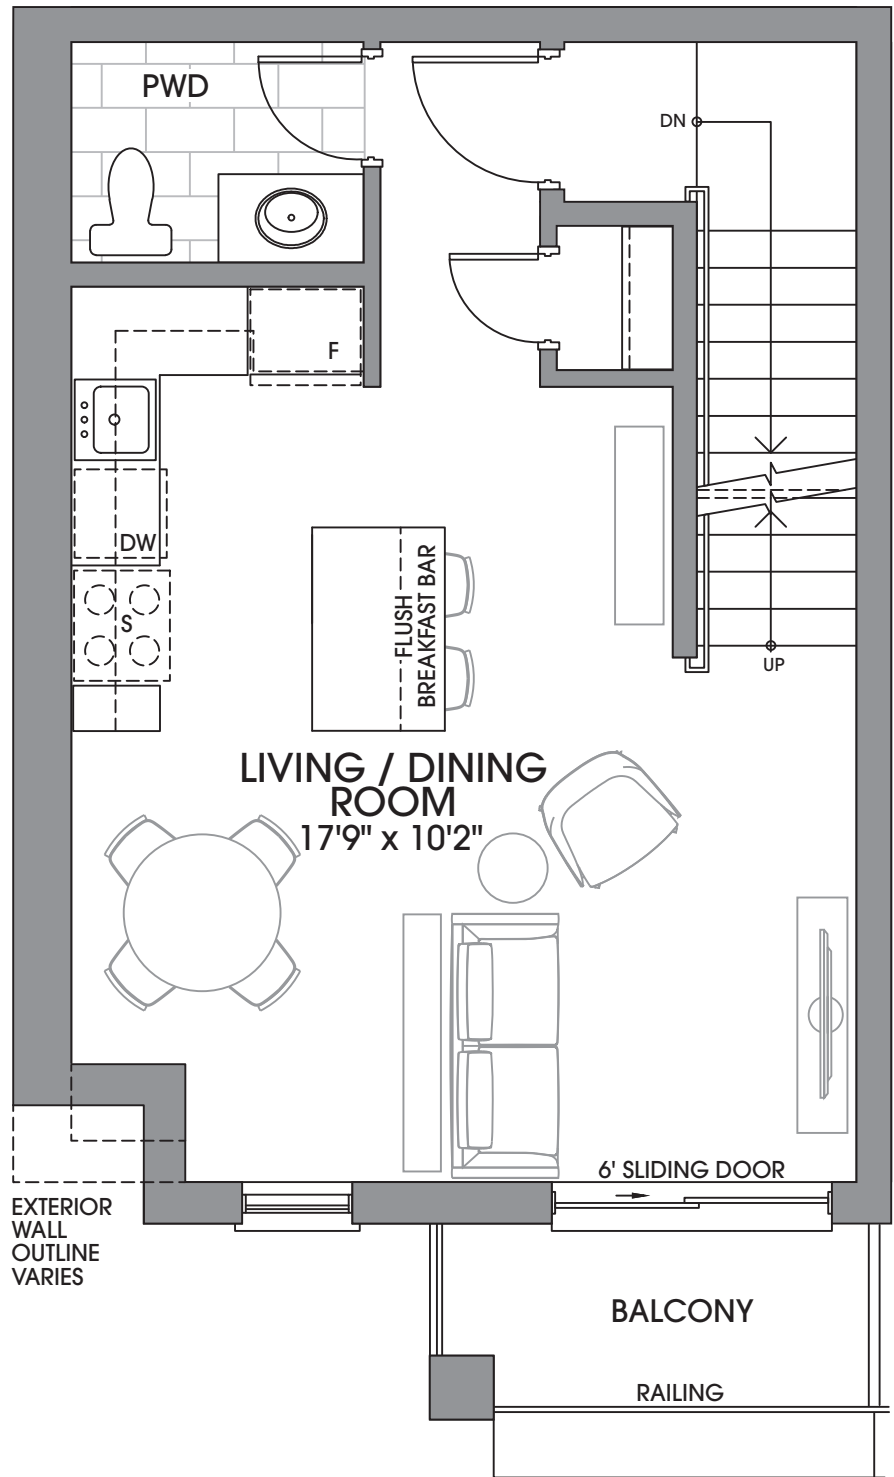 PWD
DN
F
DW
S
FLUSH
BREAKFAST BAR
UP
LIVING / DINING
ROOM
17'9" x 10'2"
6' SLIDING DOOR
EXTERIOR
WALL
OUTLINE
VARIES
BALCONY
RAILING